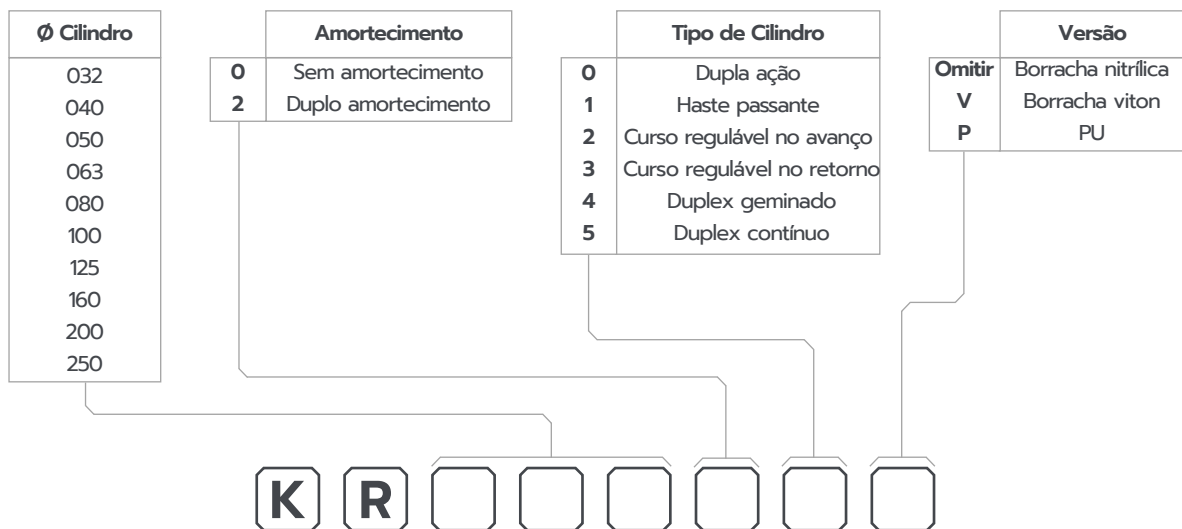 Ø Cilindro
032
040
050
063
080
100
125
160
200
250
Amortecimento
0 Sem amortecimento
2 Duplo amortecimento
Tipo de Cilindro
0 Dupla ação
1 Haste passante
2 Curso regulável no avanço
3 Curso regulável no retorno
4 Duplex geminado
5 Duplex contínuo
Versão
Omitir Borracha nitrílica
V Borracha viton
P PU
K R